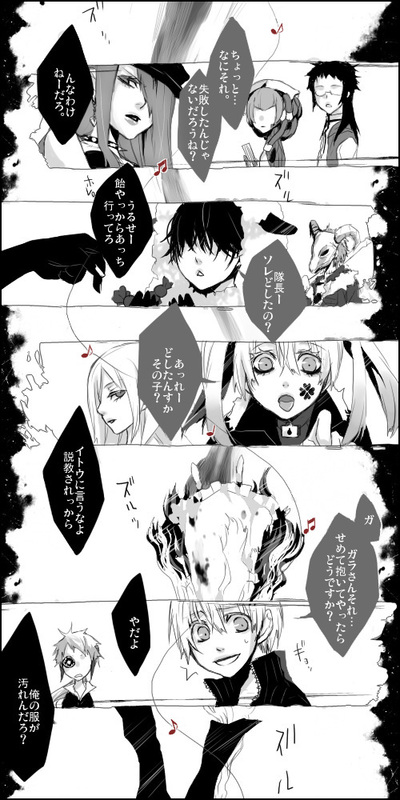 ちょっと…
なにそれ。
失敗したんじゃ
ないだろうね?
んなわけ
ねーだろ。
ズルッ
ホレ。
うるせー
飴やっからあっち
行ってろ
隊長ー
ソレどしたの?
あっれー
どしたんすか
その子?
イトウに言うなよ
説教されっから
ズルッ
ガ
ガラさんそれ…
せめて抱いてやったら
どうですか?
やだよ
俺の服が
汚れんだろ?
ズルッ